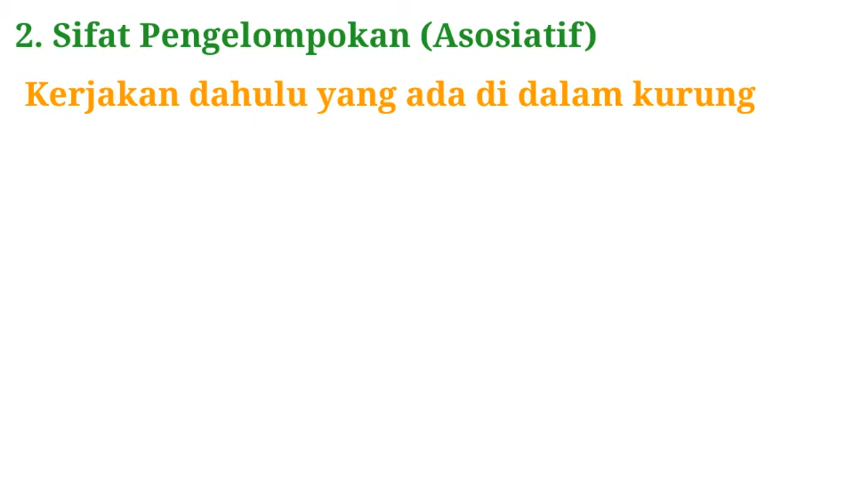 2. Sifat Pengelompokan (Asosiatif)
Kerjakan dahulu yang ada di dalam kurung